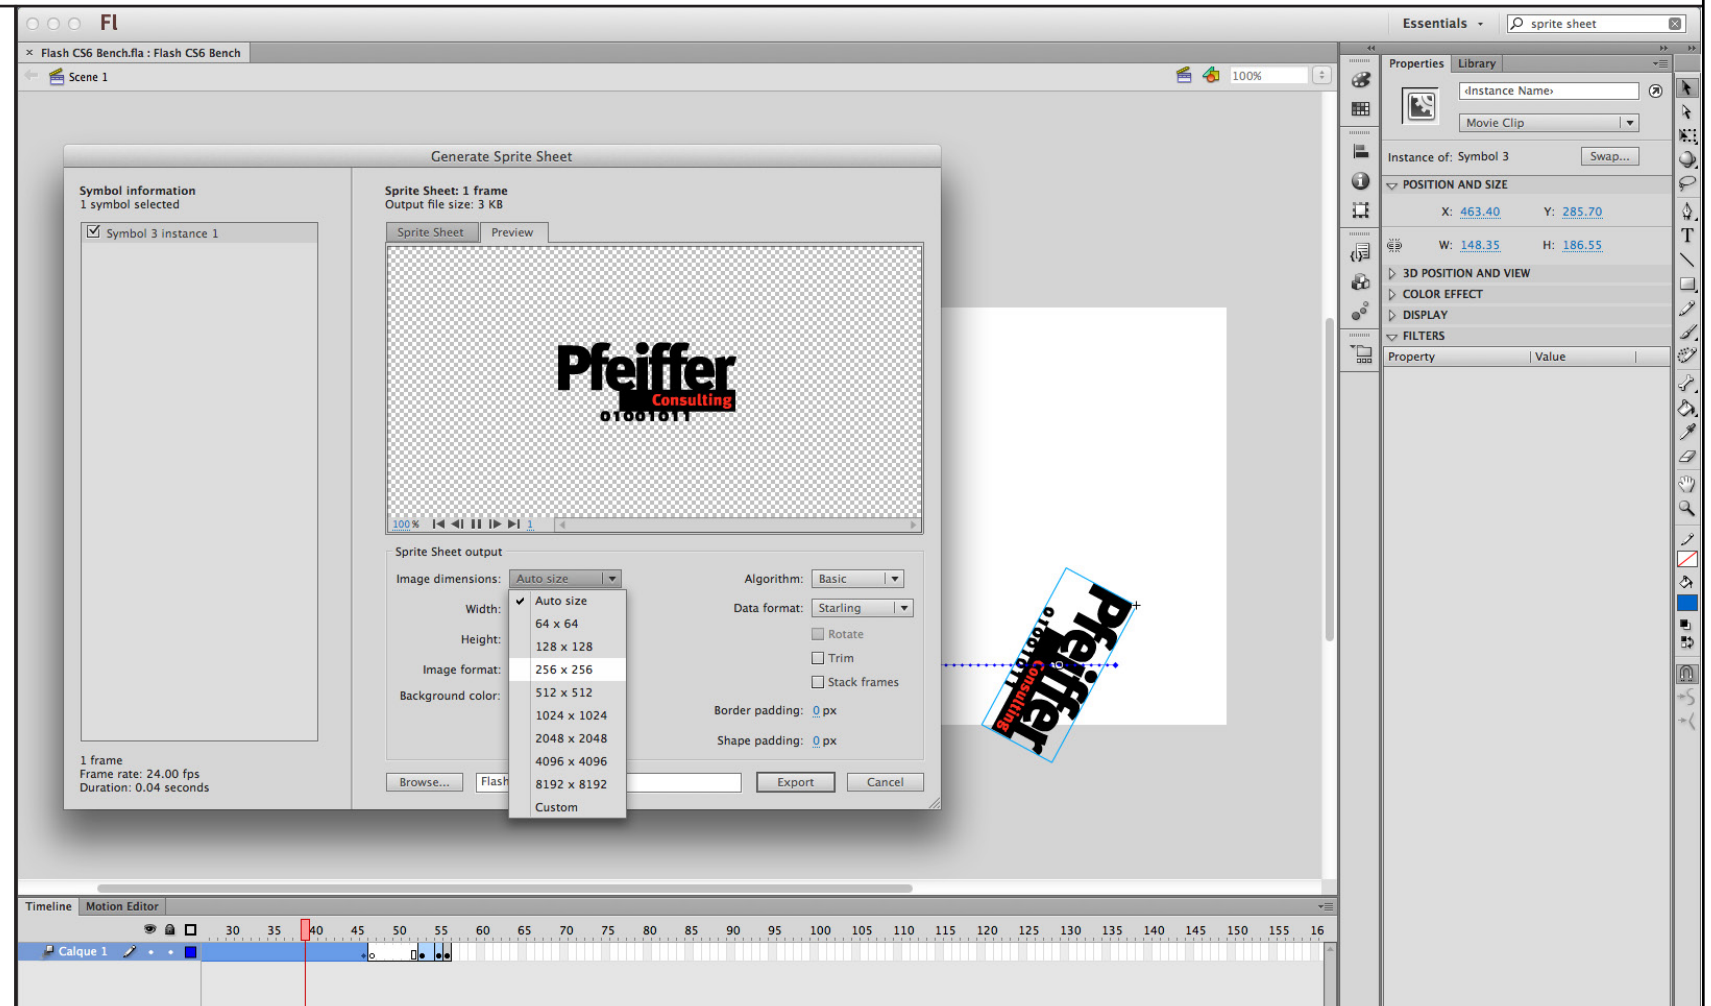 Fl
Essentials
sprite sheet
× Flash CS6 Bench.fla : Flash CS6 Bench
Scene 1
100%
Properties Library
‹Instance Name›
Movie Clip
Instance of: Symbol 3 Swap...
POSITION AND SIZE
X: 463.40 Y: 285.70
W: 148.35 H: 186.55
3D POSITION AND VIEW
COLOR EFFECT
DISPLAY
FILTERS
Property Value
Generate Sprite Sheet
Symbol information
1 symbol selected
Symbol 3 instance 1
1 frame
Frame rate: 24.00 fps
Duration: 0.04 seconds
Sprite Sheet: 1 frame
Output file size: 3 KB
Sprite Sheet Preview
Pfeiffer
Consulting
01001011
100 % 1
Sprite Sheet output
Image dimensions: Auto size
Width:
Height:
Image format:
Background color:
Auto size
64 x 64
128 x 128
256 x 256
512 x 512
1024 x 1024
2048 x 2048
4096 x 4096
8192 x 8192
Custom
Algorithm: Basic
Data format: Starling
Rotate
Trim
Stack frames
Border padding: 0 px
Shape padding: 0 px
Browse... Flash
Export Cancel
Pfeiffer
Consulting
01001011
T
Timeline Motion Editor
30 35 40 45 50 55 60 65 70 75 80 85 90 95 100 105 110 115 120 125 130 135 140 145 150 155 16
Calque 1